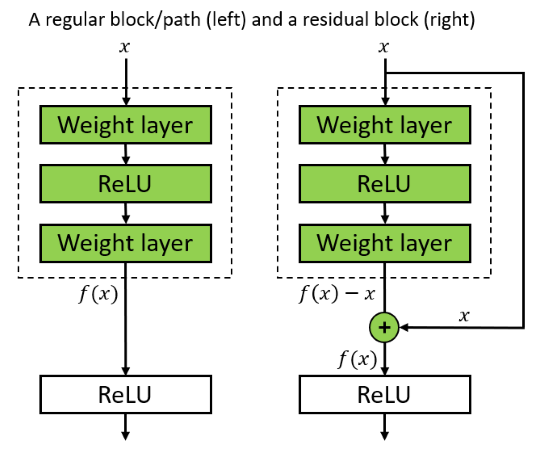 A regular block/path (left) and a residual block (right)
x
Weight layer
ReLU
Weight layer
f(x)
ReLU
x
Weight layer
ReLU
Weight layer
f(x) − x
+
x
f(x)
ReLU